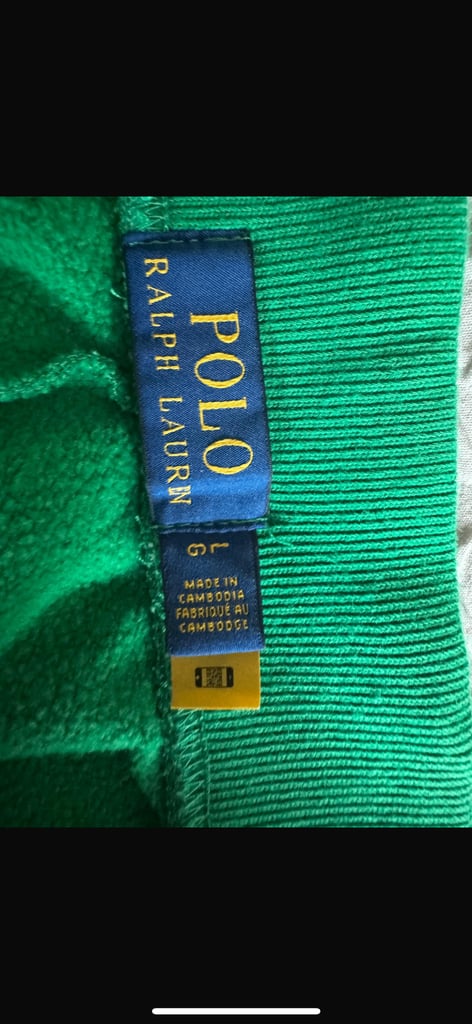 POLO
RALPH LAUREN
L
G
MADE IN
CAMBODIA
FABRIQUÉ AU
CAMBODGE